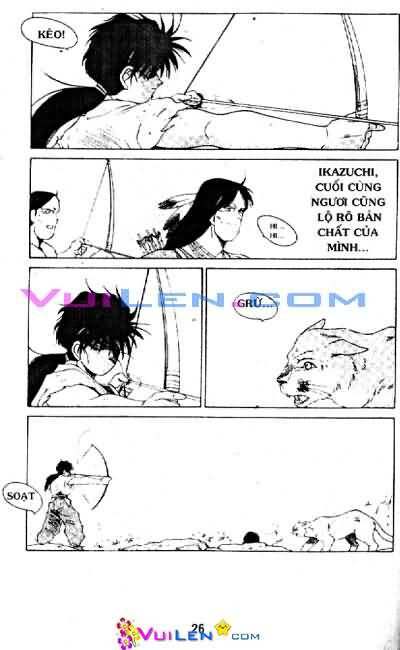 KẼO!
IKAZUCHI,
CUỐI CÙNG
NGƯƠI CŨNG
LỘ RÕ BẢN
CHẤT CỦA
MÌNH...
HI...
HI...
VUILEN.COM
GRỪ...
SOẠT
26
VUILEN.COM